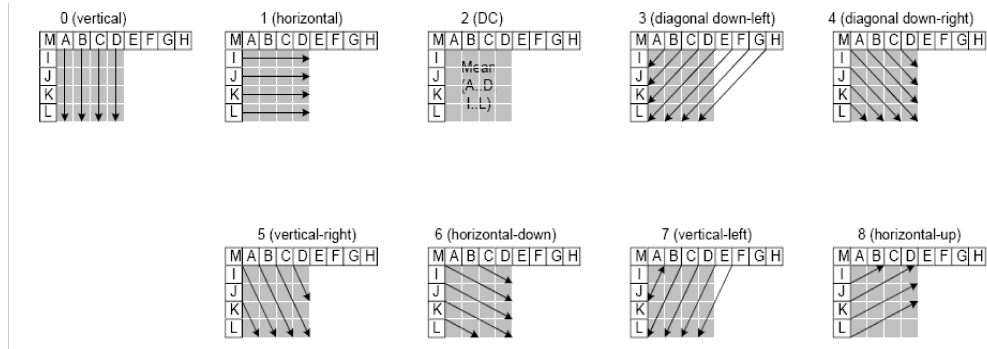 0 (vertical)
1 (horizontal)
2 (DC)
3 (diagonal down-left)
4 (diagonal down-right)
M A B C D E F G H
I
J
K
L
M A B C D E F G H
I
J
K
L
M A B C D E F G H
I
J
K
L
Mean
(A..D
I..L)
M A B C D E F G H
I
J
K
L
M A B C D E F G H
I
J
K
L
5 (vertical-right)
6 (horizontal-down)
7 (vertical-left)
8 (horizontal-up)
M A B C D E F G H
I
J
K
L
M A B C D E F G H
I
J
K
L
M A B C D E F G H
I
J
K
L
M A B C D E F G H
I
J
K
L